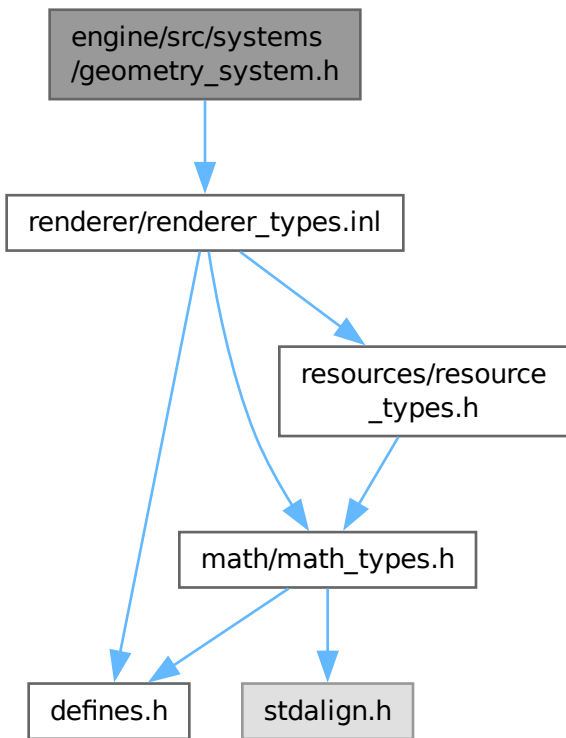 engine/src/systems
/geometry_system.h
renderer/renderer_types.inl
resources/resource
_types.h
math/math_types.h
defines.h
stdalign.h